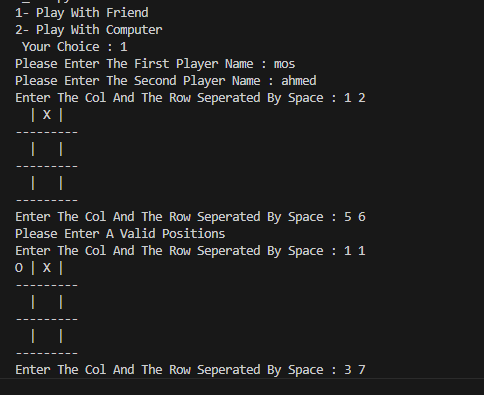 1- Play With Friend
2- Play With Computer
 Your Choice : 1
Please Enter The First Player Name : mos
Please Enter The Second Player Name : ahmed
Enter The Col And The Row Seperated By Space : 1 2
  | X |
---------
  |   |
---------
  |   |
---------
Enter The Col And The Row Seperated By Space : 5 6
Please Enter A Valid Positions
Enter The Col And The Row Seperated By Space : 1 1
O | X |
---------
  |   |
---------
  |   |
---------
Enter The Col And The Row Seperated By Space : 3 7